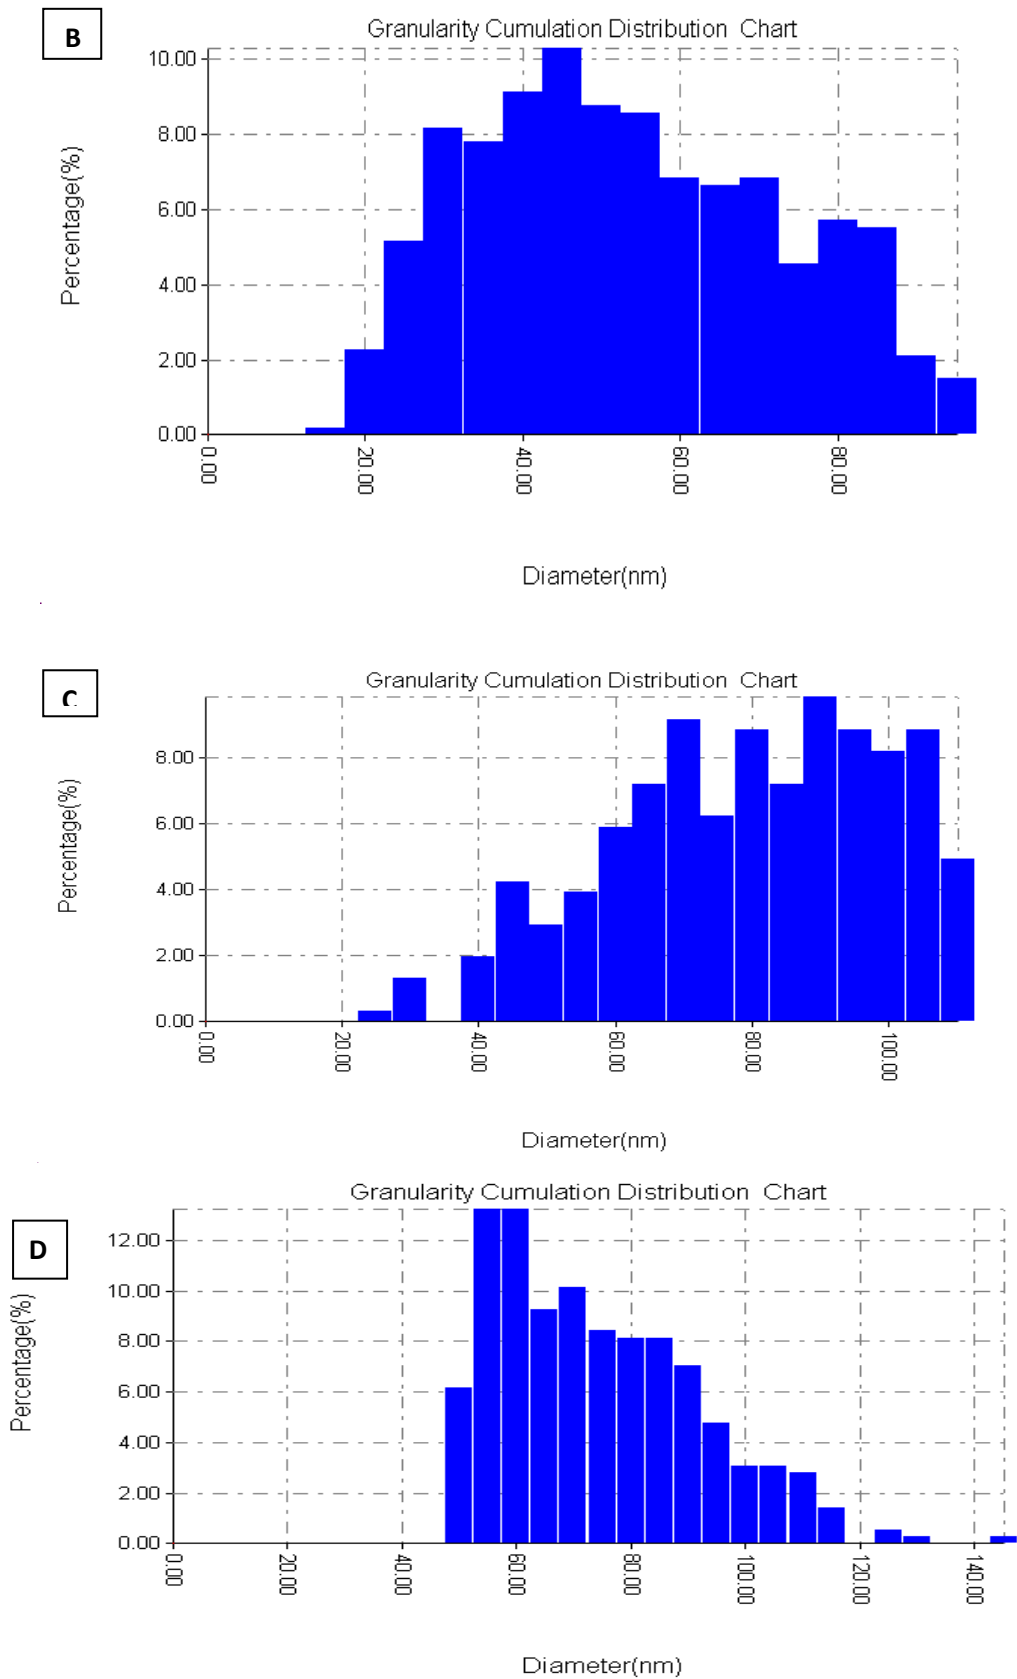 B
Granularity Cumulation Distribution Chart
Percentage(%)
10.00
8.00
6.00
4.00
2.00
0.00
0.00 20.00 40.00 60.00 80.00
Diameter(nm)
C
Granularity Cumulation Distribution Chart
Percentage(%)
8.00
6.00
4.00
2.00
0.00
0.00 20.00 40.00 60.00 80.00 100.00
Diameter(nm)
D
Granularity Cumulation Distribution Chart
Percentage(%)
12.00
10.00
8.00
6.00
4.00
2.00
0.00
0.00 20.00 40.00 60.00 80.00 100.00 120.00 140.00
Diameter(nm)